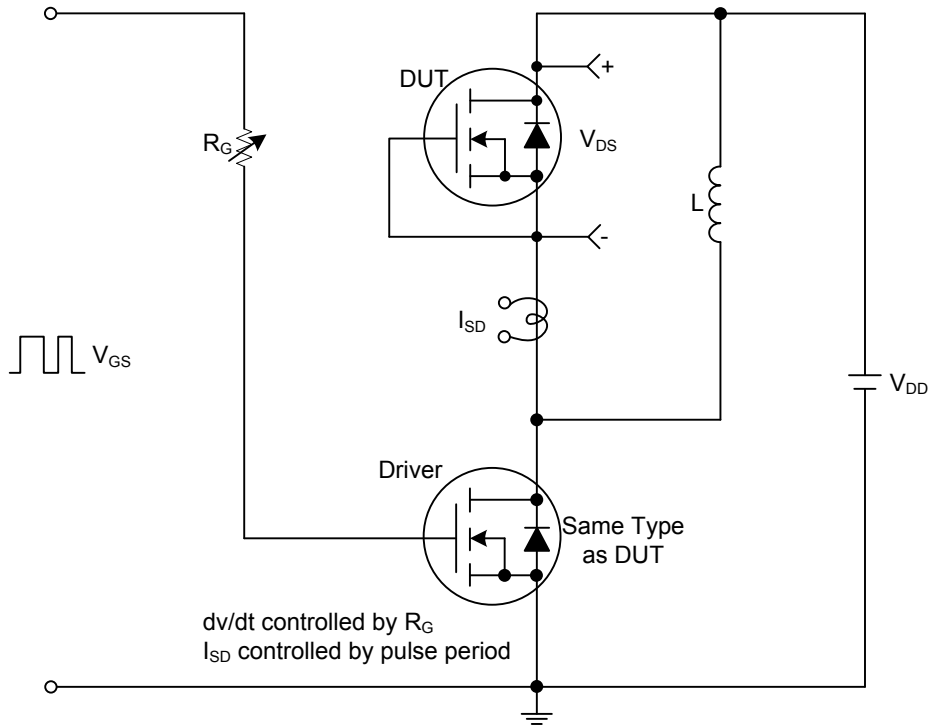 DUT
+
R_G
V_DS
L
-
I_SD
V_GS
V_DD
Driver
Same Type
as DUT
dv/dt controlled by R_G
I_SD controlled by pulse period